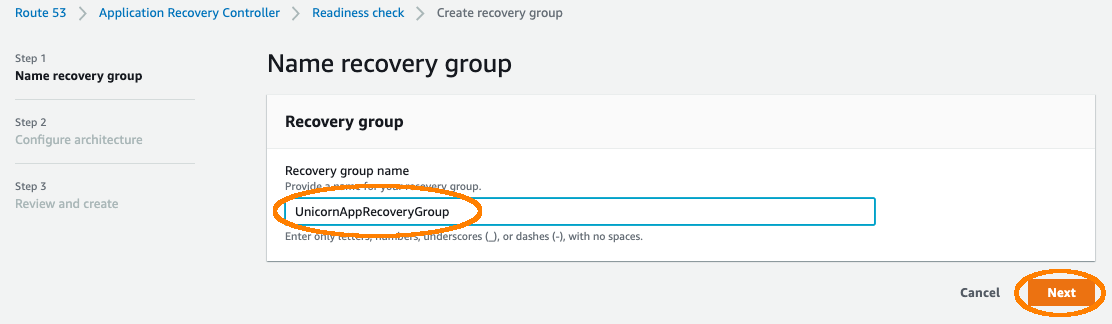 Route 53 > Application Recovery Controller > Readiness check > Create recovery group
Step 1
Name recovery group
Step 2
Configure architecture
Step 3
Review and create
Name recovery group
Recovery group
Recovery group name
Provide a name for your recovery group.
UnicornAppRecoveryGroup
Enter only letters, numbers, underscores (_), or dashes (-), with no spaces.
Cancel Next